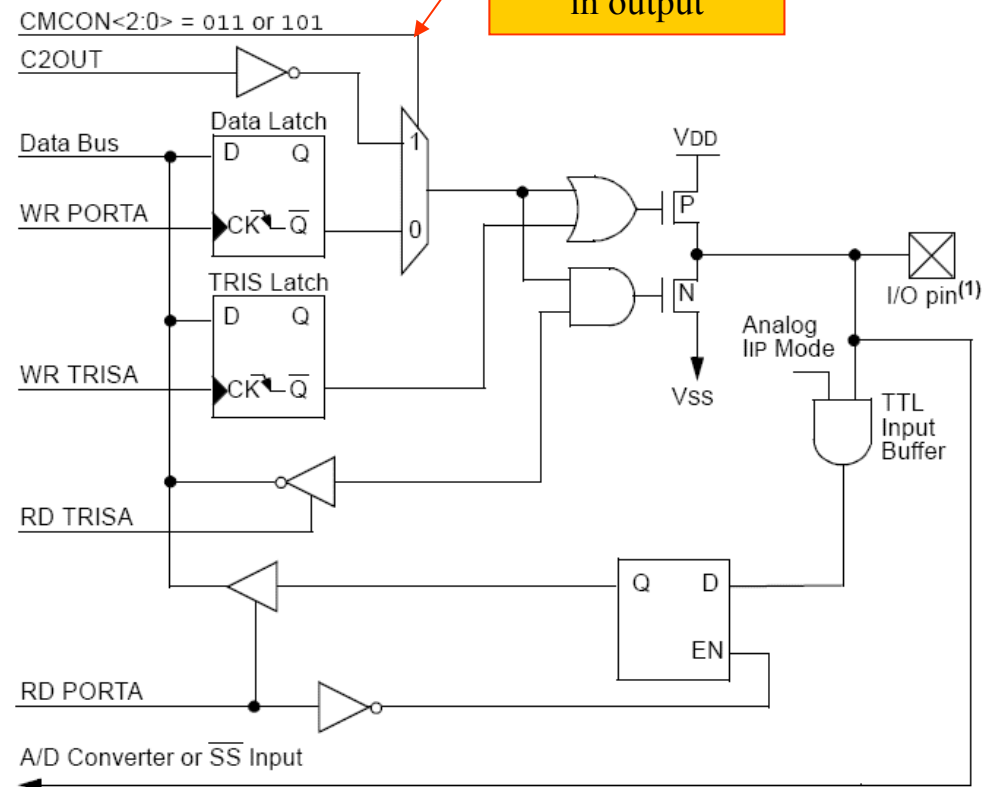 in output
CMCON<2:0> = 011 or 101
C2OUT
Data Latch
Data Bus
D Q
1
VDD
WR PORTA
CK Q̅
0
P
TRIS Latch
D Q
N
I/O pin(1)
Analog
IIP Mode
WR TRISA
CK Q̅
VSS
TTL
Input
Buffer
RD TRISA
Q D
EN
RD PORTA
A/D Converter or S̅S̅ Input